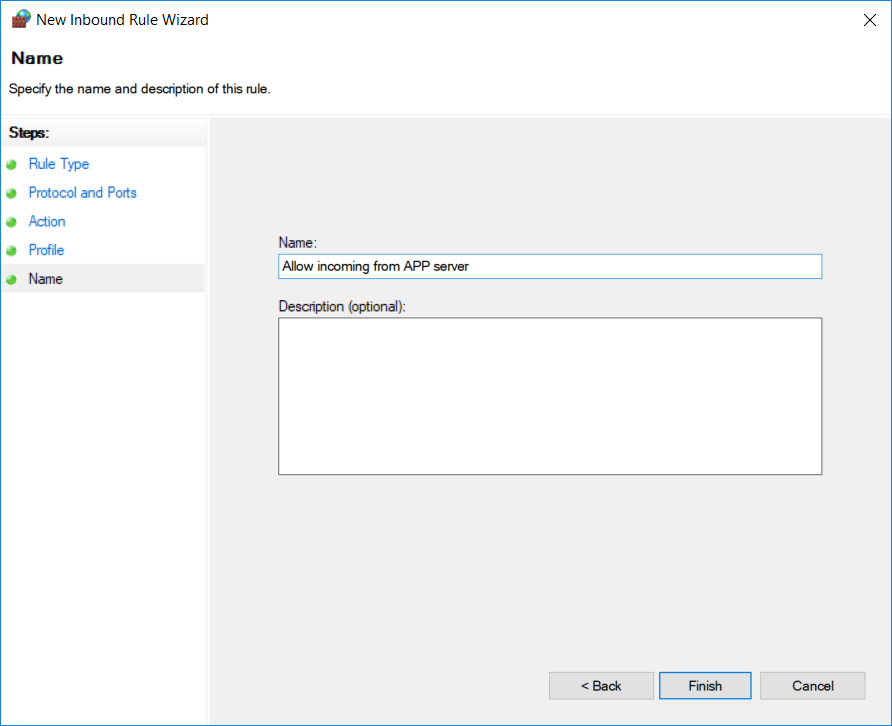 New Inbound Rule Wizard
Name
Specify the name and description of this rule.
Steps:
Rule Type
Protocol and Ports
Action
Profile
Name
Name:
Allow incoming from APP server
Description (optional):
< Back
Finish
Cancel